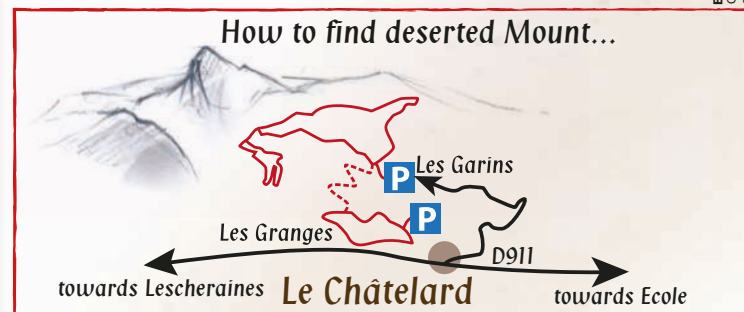 How to find deserted Mount...
Les Garins
P
P
Les Granges
D911
towards Lescheraines
Le Châtelard
towards Ecole